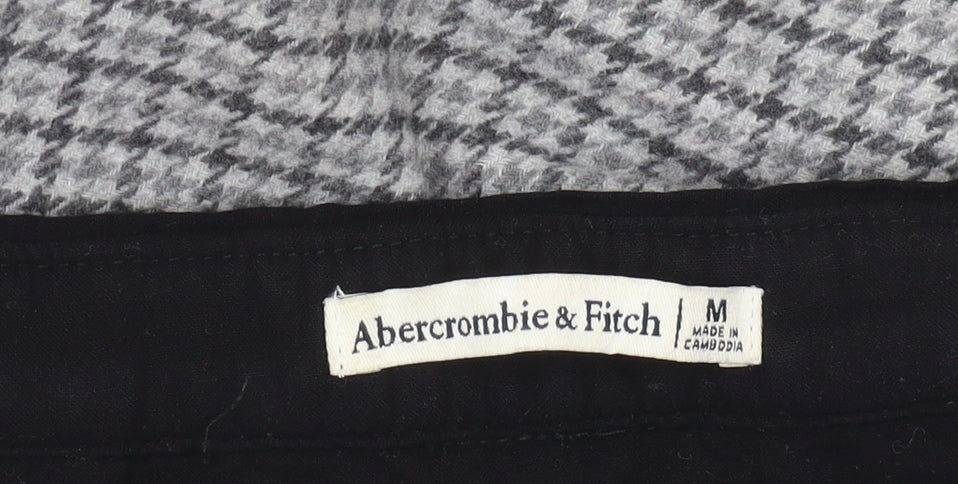 Abercrombie & Fitch | M
MADE IN
CAMBODIA